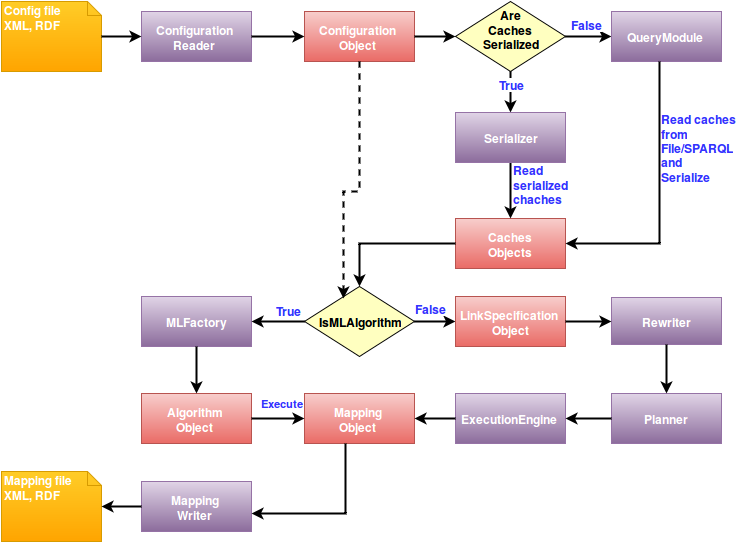 Config file
XML, RDF
Configuration
Reader
Configuration
Object
Are
Caches
Serialized
False
QueryModule
True
Serializer
Read caches
from
File/SPARQL
and
Serialize
Read
serialized
chaches
Caches
Objects
MLFactory
True
IsMLAlgorithm
False
LinkSpecification
Object
Rewriter
Algorithm
Object
Execute
Mapping
Object
ExecutionEngine
Planner
Mapping file
XML, RDF
Mapping
Writer